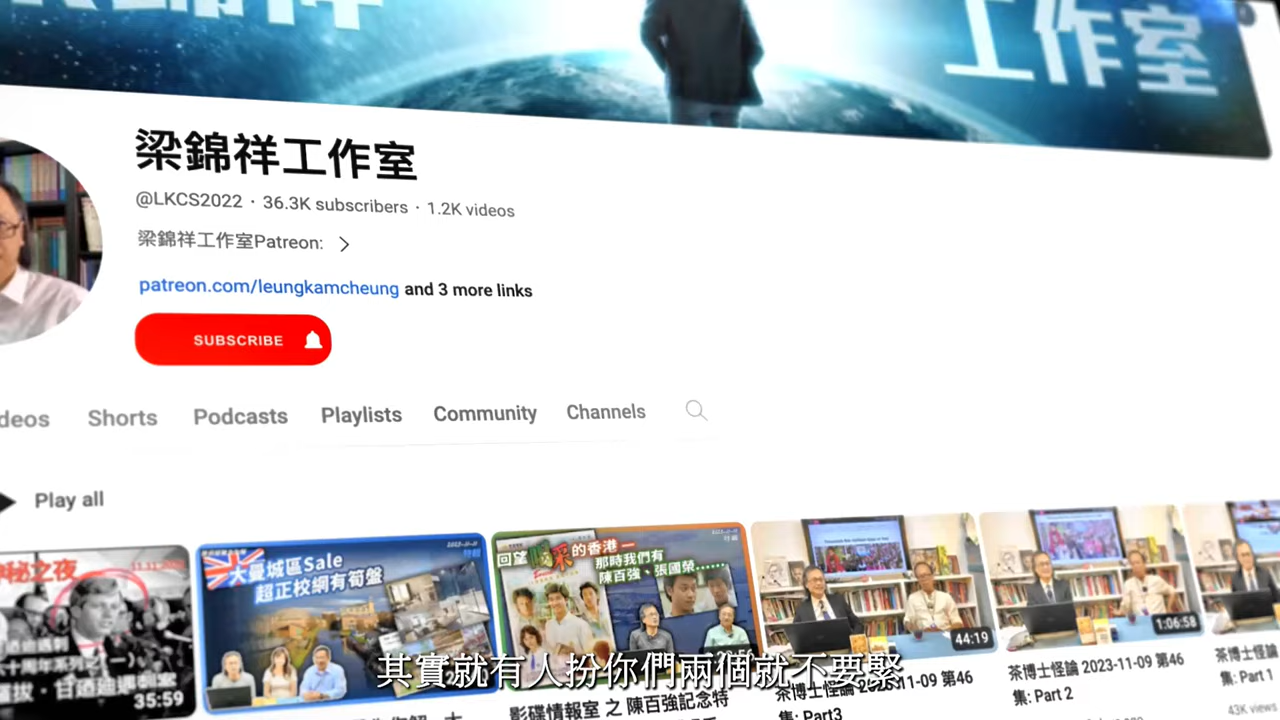 工作室
梁錦祥工作室
@LKCS2022 · 36.3K subscribers · 1.2K videos
梁錦祥工作室Patreon:
patreon.com/leungkamcheung and 3 more links
SUBSCRIBE
Shorts
Podcasts
Playlists
Community
Channels
Play all
之夜
35:59
大曼城區Sale
超正校網有筍盤
回望
的香港一
那時我們有
陳百強、張國榮……
44:19
1:06:58
影碟情報室 之 陳百強記念特
茶博士怪論 2023-11-09 第46
集: Part3
茶博士怪論 2023-11-09 第46
集: Part 2
茶博士怪論
集: Part 1
43K views
其實就有人扮你們兩個就不要緊